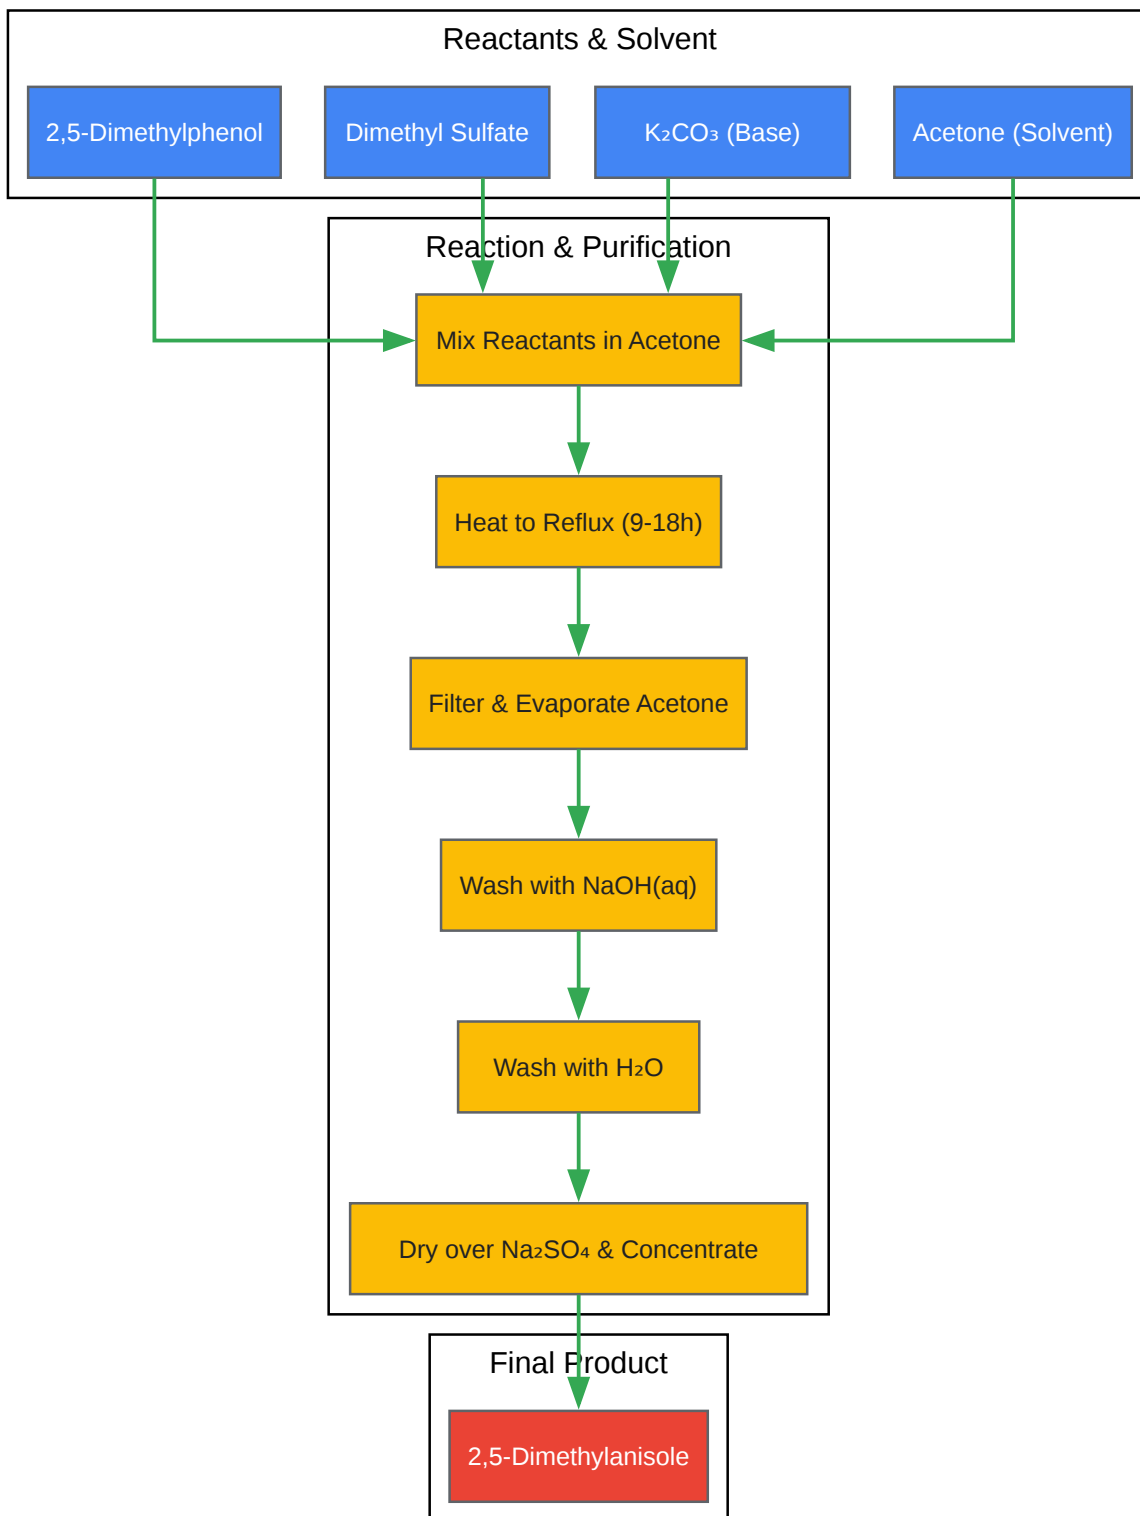 Reactants & Solvent
2,5-Dimethylphenol
Dimethyl Sulfate
K₂CO₃ (Base)
Acetone (Solvent)
Reaction & Purification
Mix Reactants in Acetone
Heat to Reflux (9-18h)
Filter & Evaporate Acetone
Wash with NaOH(aq)
Wash with H₂O
Dry over Na₂SO₄ & Concentrate
Final Product
2,5-Dimethylanisole